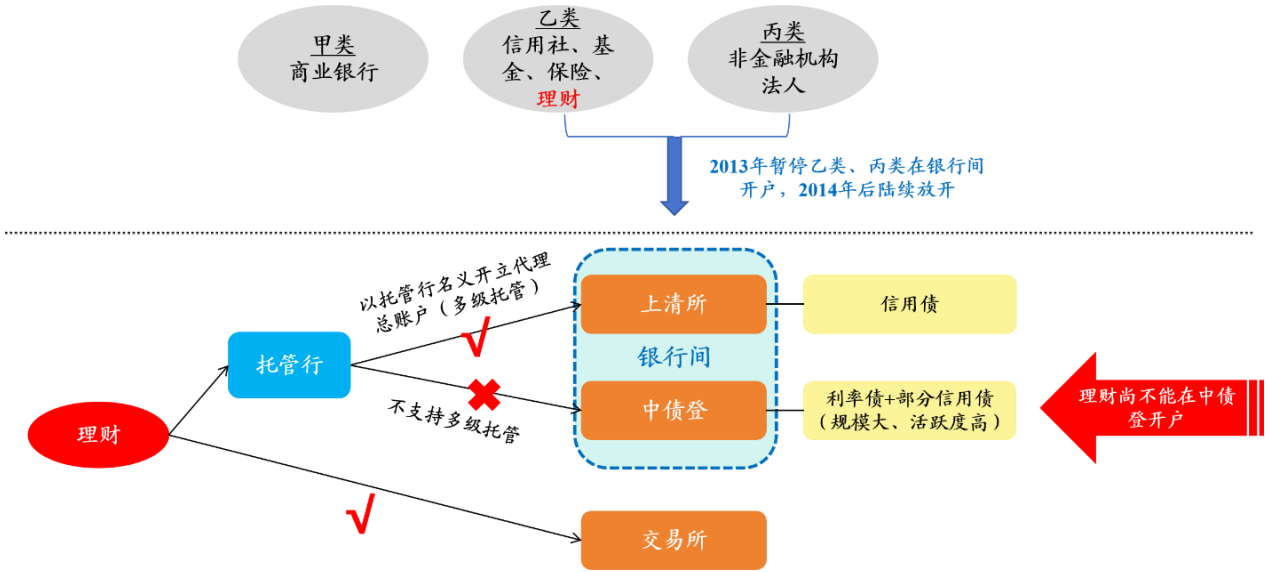 甲类
商业银行
乙类
信用社、基
金、保险、
理财
丙类
非金融机构
法人
2013年暂停乙类、丙类在银行间
开户，2014年后陆续放开
以托管行名义开立代理
总账户（多级托管）
上清所
信用债
托管行
银行间
不支持多级托管
中债登
利率债+部分信用债
（规模大、活跃度高）
理财尚不能在中债
登开户
理财
交易所